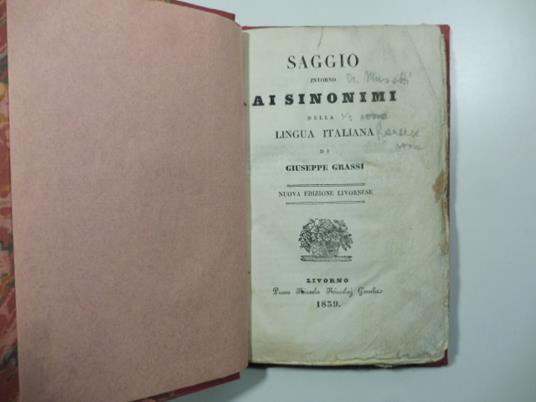 SAGGIO
INTORNO
AI SINONIMI
DELLA
LINGUA ITALIANA
DI
GIUSEPPE GRASSI
NUOVA EDIZIONE LIVORNESE
LIVORNO
1839.